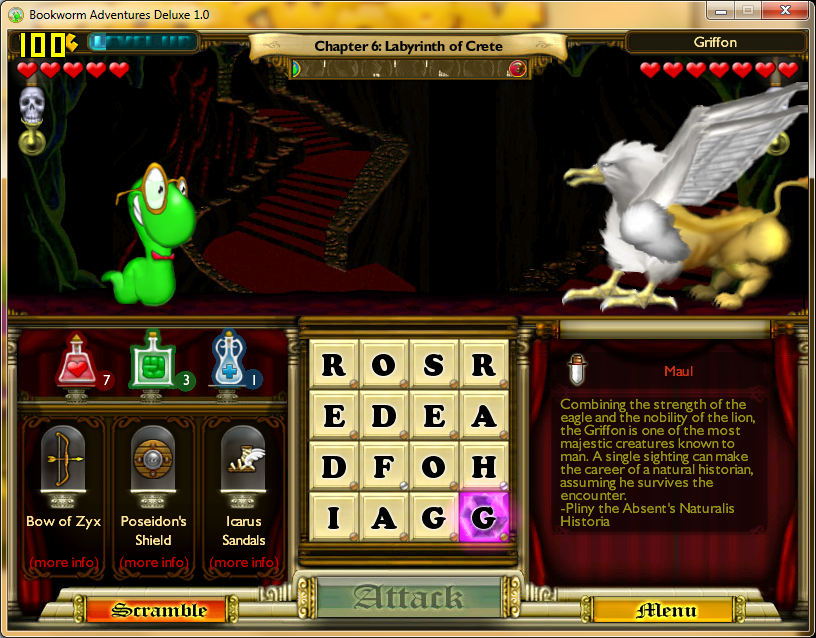 Bookworm Adventures Deluxe 1.0
100
LEVEL UP
Chapter 6: Labyrinth of Crete
Griffon
7
3
1
Bow of Zyx
(more info)
Poseidon's
Shield
(more info)
Icarus
Sandals
(more info)
R O S R
E D E A
D F O H
I A G G
Maul
Combining the strength of the
eagle and the nobility of the lion,
the Griffon is one of the most
majestic creatures known to
man. A single sighting can make
the career of a natural historian,
assuming he survives the
encounter.
-Pliny the Absent's Naturalis
Historia
Scramble
Attack
Menu